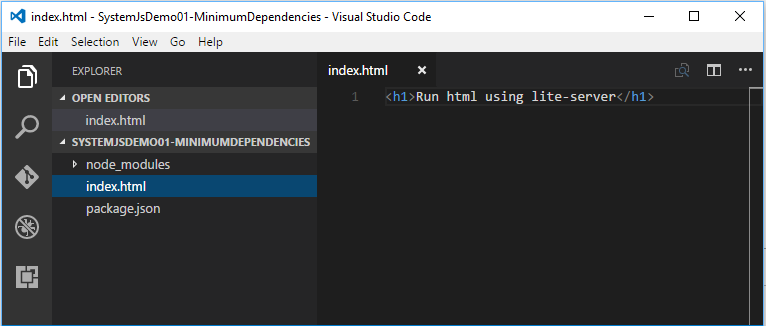 index.html - SystemJsDemo01-MinimumDependencies - Visual Studio Code
File Edit Selection View Go Help
EXPLORER
OPEN EDITORS
index.html
SYSTEMJSDEMO01-MINIMUMDEPENDENCIES
node_modules
index.html
package.json
index.html
1 <h1>Run html using lite-server</h1>